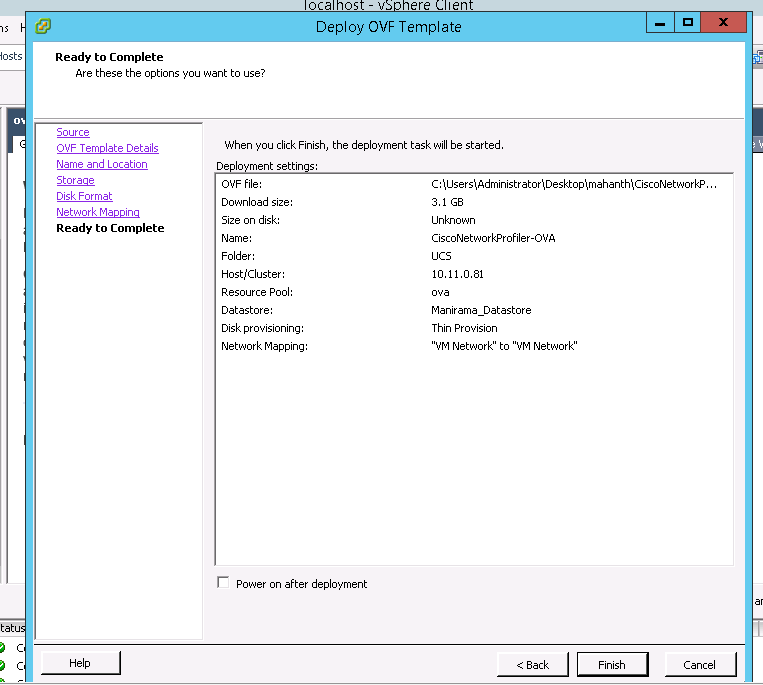 localhost - vSphere Client
Deploy OVF Template
Hosts
Ready to Complete
Are these the options you want to use?
Source
OVF Template Details
Name and Location
Storage
Disk Format
Network Mapping
Ready to Complete
When you click Finish, the deployment task will be started.
Deployment settings:
OVF file: C:\Users\Administrator\Desktop\mahanth\CiscoNetworkP...
Download size: 3.1 GB
Size on disk: Unknown
Name: CiscoNetworkProfiler-OVA
Folder: UCS
Host/Cluster: 10.11.0.81
Resource Pool: ova
Datastore: Manirama_Datastore
Disk provisioning: Thin Provision
Network Mapping: "VM Network" to "VM Network"
Power on after deployment
Help
< Back
Finish
Cancel